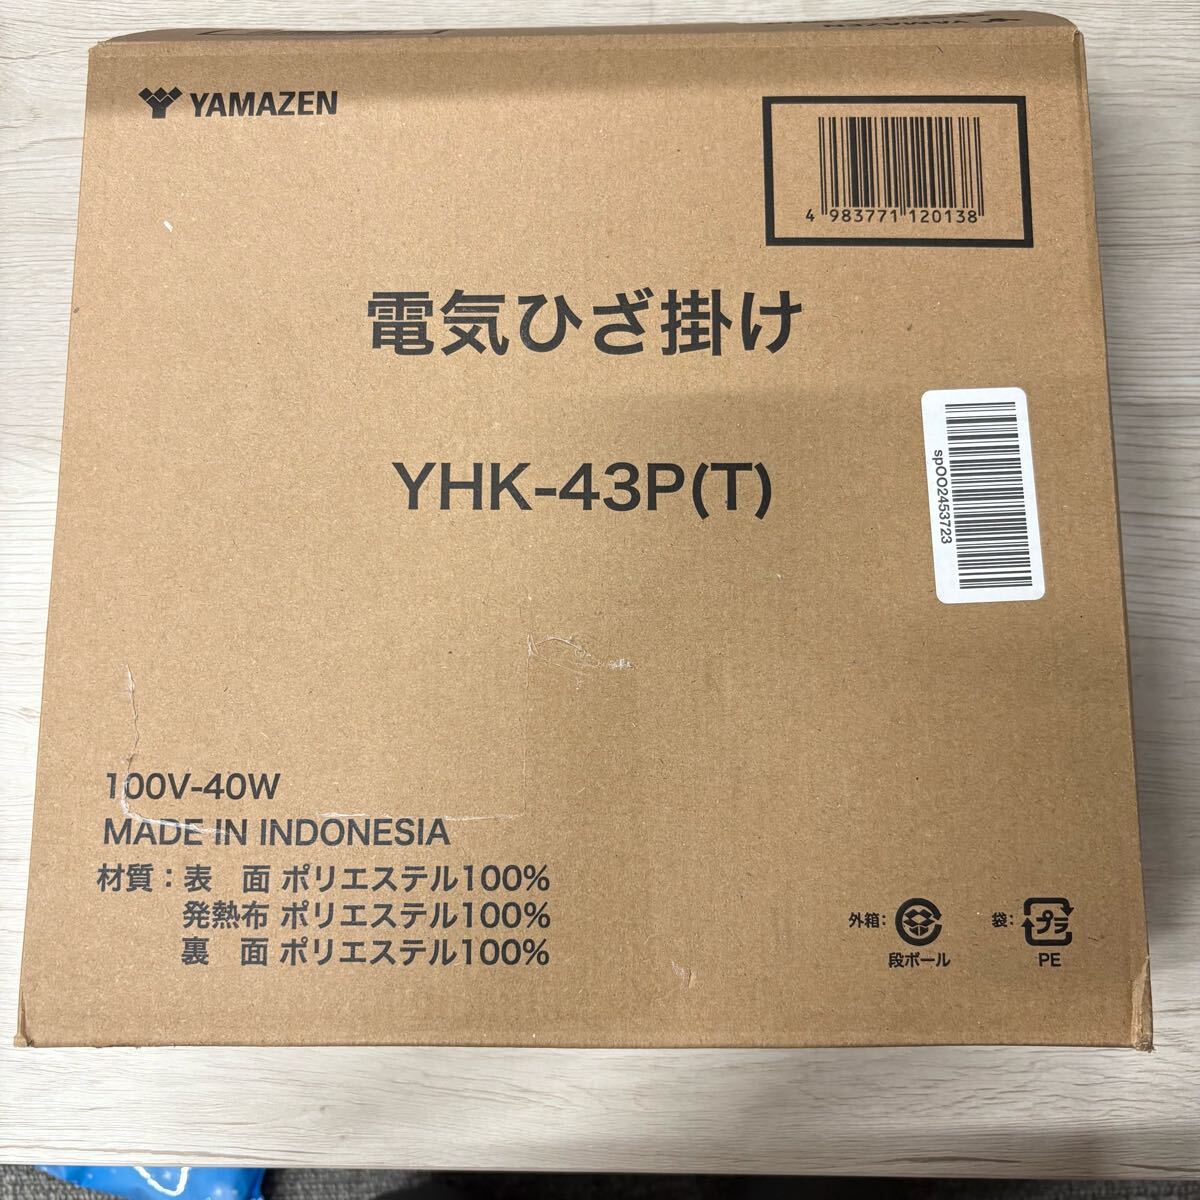 YAMAZEN
YAMAZEN
4 983771 120138
電気ひざ掛け
YHK-43P(T)
spOO2453723
100V-40W
MADE IN INDONESIA
材質：表　面 ポリエステル100%
発熱布 ポリエステル100%
裏　面 ポリエステル100%
外箱：
段ボール
袋：
プラ
PE